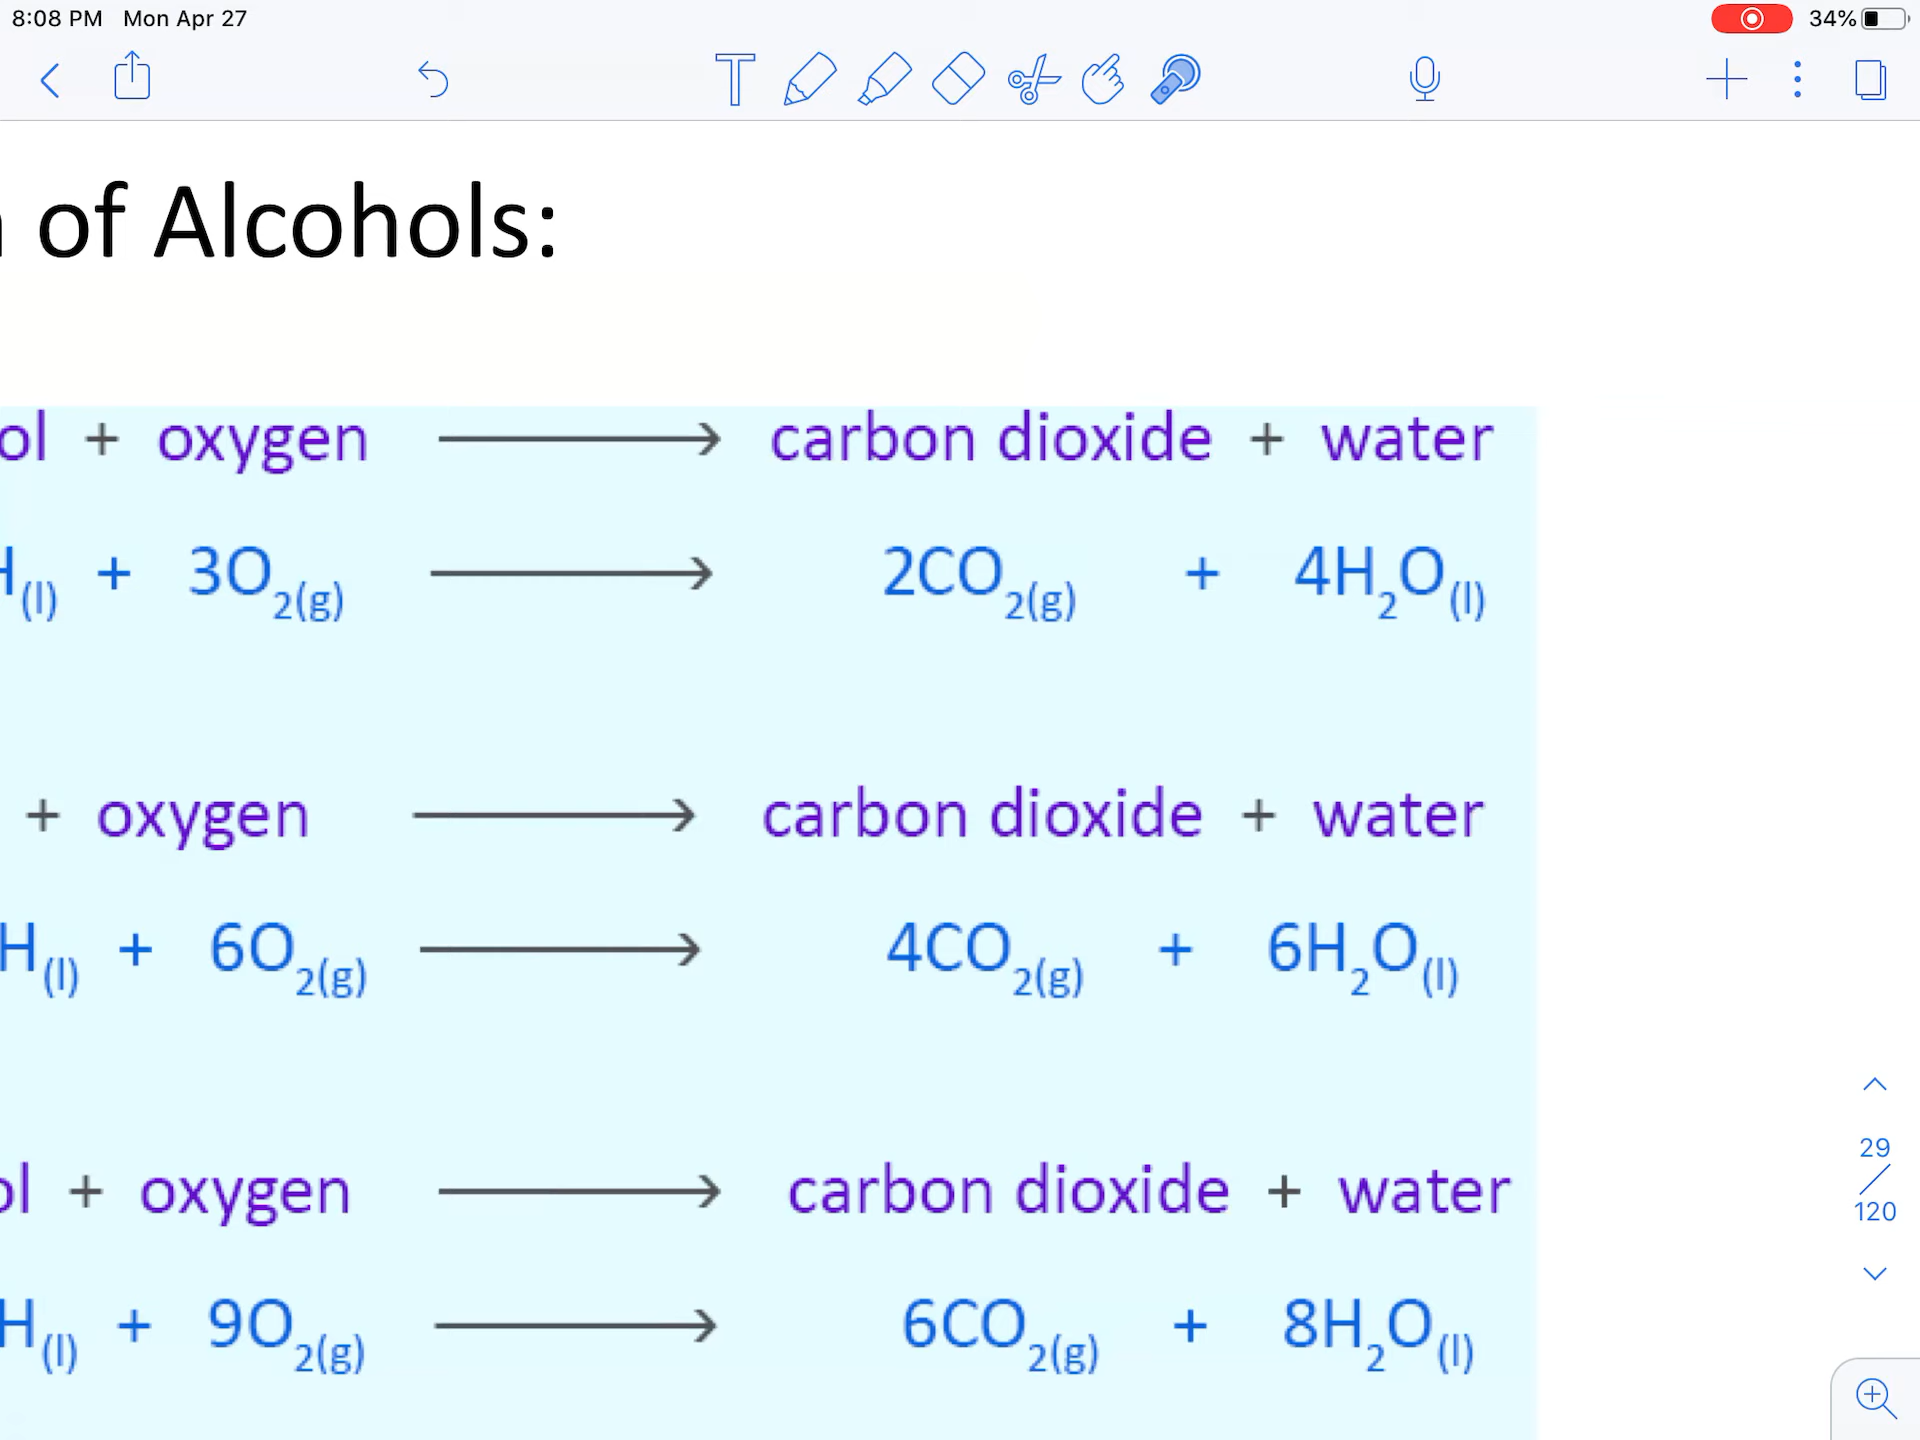 8:08 PM Mon Apr 27
34%
T
of Alcohols:
ol + oxygen ⟶ carbon dioxide + water
H(l) + 3O2(g) ⟶ 2CO2(g) + 4H2O(l)
+ oxygen ⟶ carbon dioxide + water
H(l) + 6O2(g) ⟶ 4CO2(g) + 6H2O(l)
ol + oxygen ⟶ carbon dioxide + water
H(l) + 9O2(g) ⟶ 6CO2(g) + 8H2O(l)
29
/
120